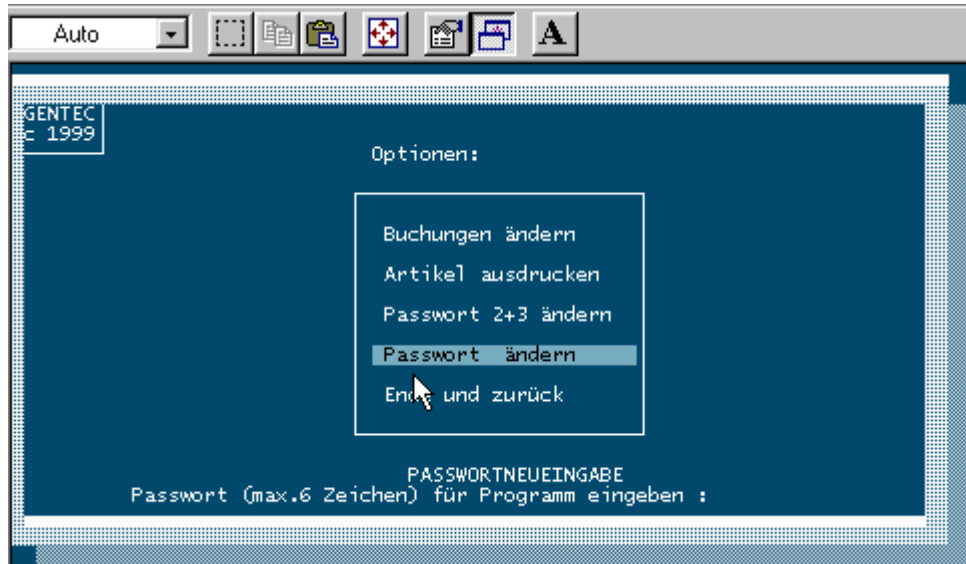 Auto
A
GENTEC
c 1999
Optionen:
Buchungen ändern
Artikel ausdrucken
Passwort 2+3 ändern
Passwort ändern
Ende und zurück
PASSWORTNEUEINGABE
Passwort (max.6 Zeichen) für Programm eingeben :